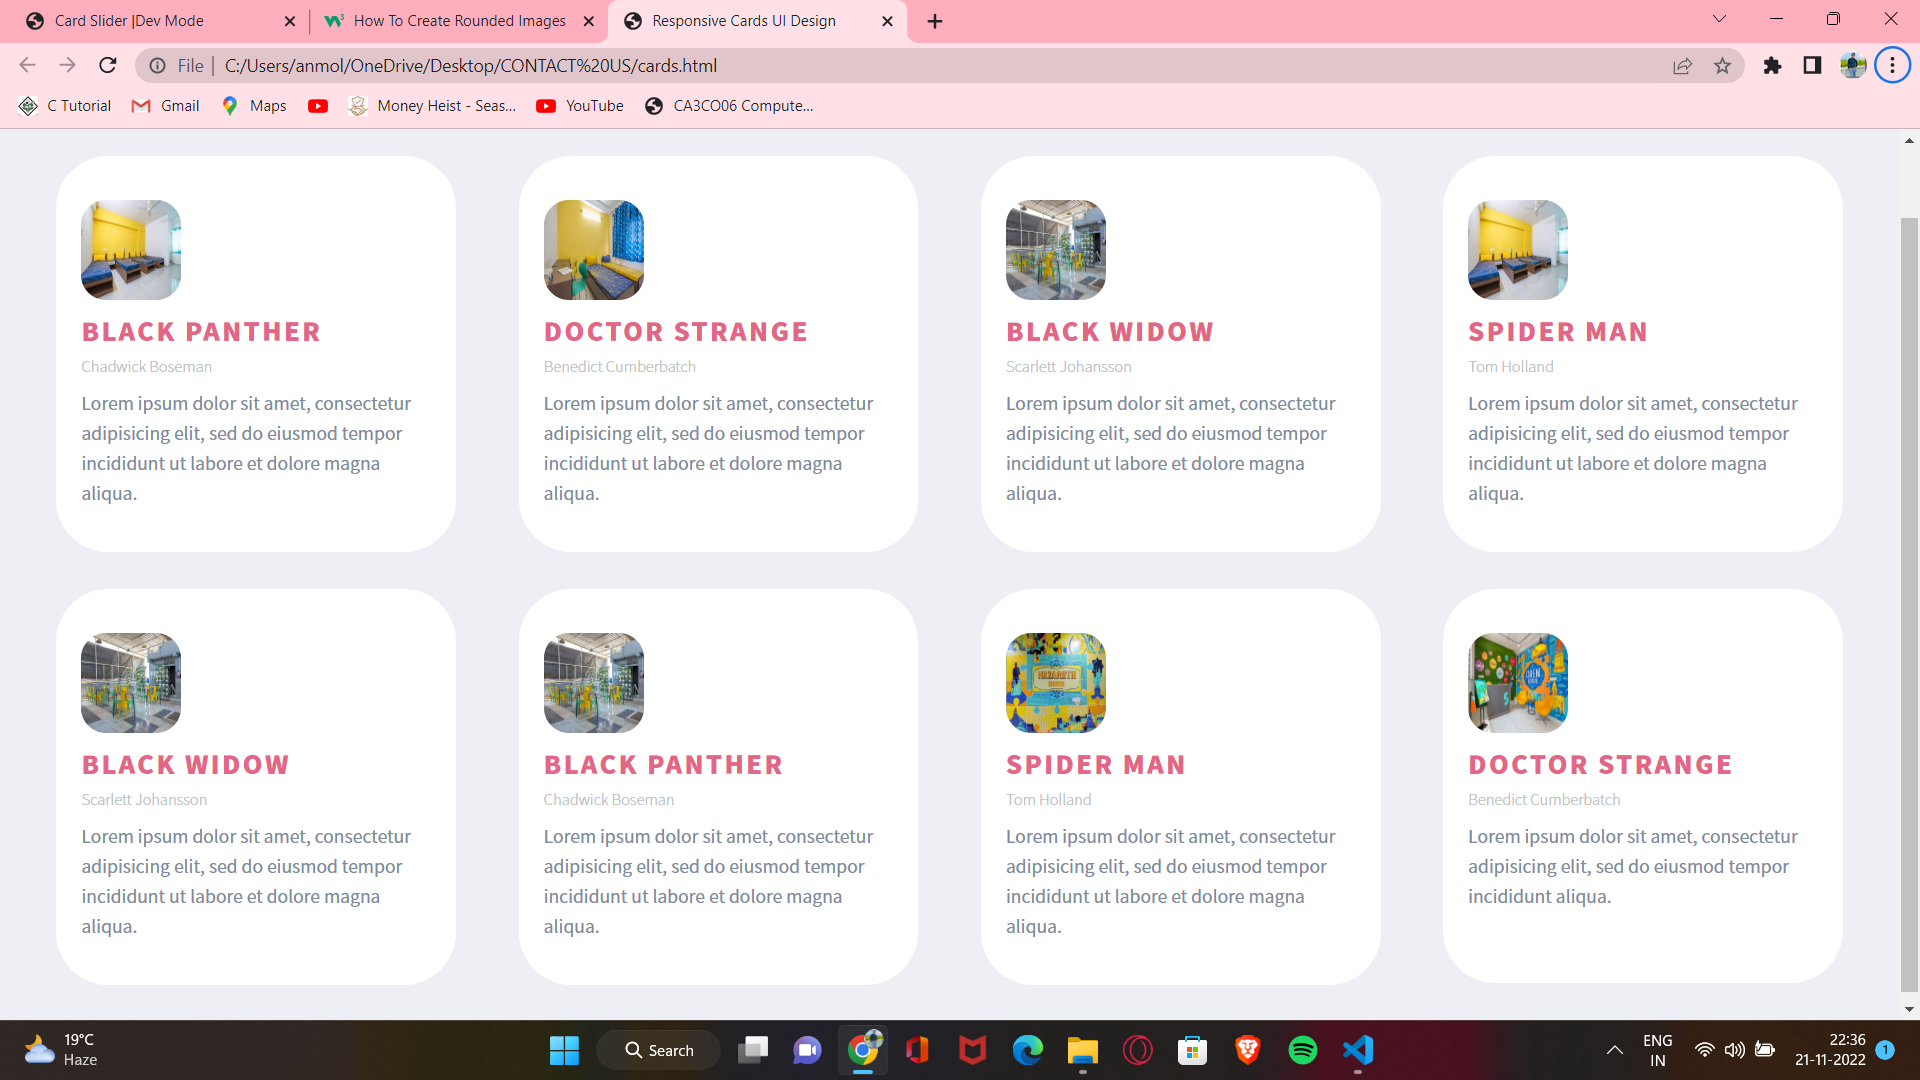 Card Slider |Dev Mode
How To Create Rounded Images
Responsive Cards UI Design
File
C:/Users/anmol/OneDrive/Desktop/CONTACT%20US/cards.html
C Tutorial
Gmail
Maps
Money Heist - Seas...
YouTube
CA3CO06 Compute...
BLACK PANTHER
Chadwick Boseman
Lorem ipsum dolor sit amet, consectetur
adipisicing elit, sed do eiusmod tempor
incididunt ut labore et dolore magna
aliqua.
DOCTOR STRANGE
Benedict Cumberbatch
Lorem ipsum dolor sit amet, consectetur
adipisicing elit, sed do eiusmod tempor
incididunt ut labore et dolore magna
aliqua.
BLACK WIDOW
Scarlett Johansson
Lorem ipsum dolor sit amet, consectetur
adipisicing elit, sed do eiusmod tempor
incididunt ut labore et dolore magna
aliqua.
SPIDER MAN
Tom Holland
Lorem ipsum dolor sit amet, consectetur
adipisicing elit, sed do eiusmod tempor
incididunt ut labore et dolore magna
aliqua.
BLACK WIDOW
Scarlett Johansson
Lorem ipsum dolor sit amet, consectetur
adipisicing elit, sed do eiusmod tempor
incididunt ut labore et dolore magna
aliqua.
BLACK PANTHER
Chadwick Boseman
Lorem ipsum dolor sit amet, consectetur
adipisicing elit, sed do eiusmod tempor
incididunt ut labore et dolore magna
aliqua.
NAZARETH
SPIDER MAN
Tom Holland
Lorem ipsum dolor sit amet, consectetur
adipisicing elit, sed do eiusmod tempor
incididunt ut labore et dolore magna
aliqua.
DOCTOR STRANGE
Benedict Cumberbatch
Lorem ipsum dolor sit amet, consectetur
adipisicing elit, sed do eiusmod tempor
incididunt aliqua.
19°C
Haze
Search
ENG
IN
22:36
21-11-2022
1